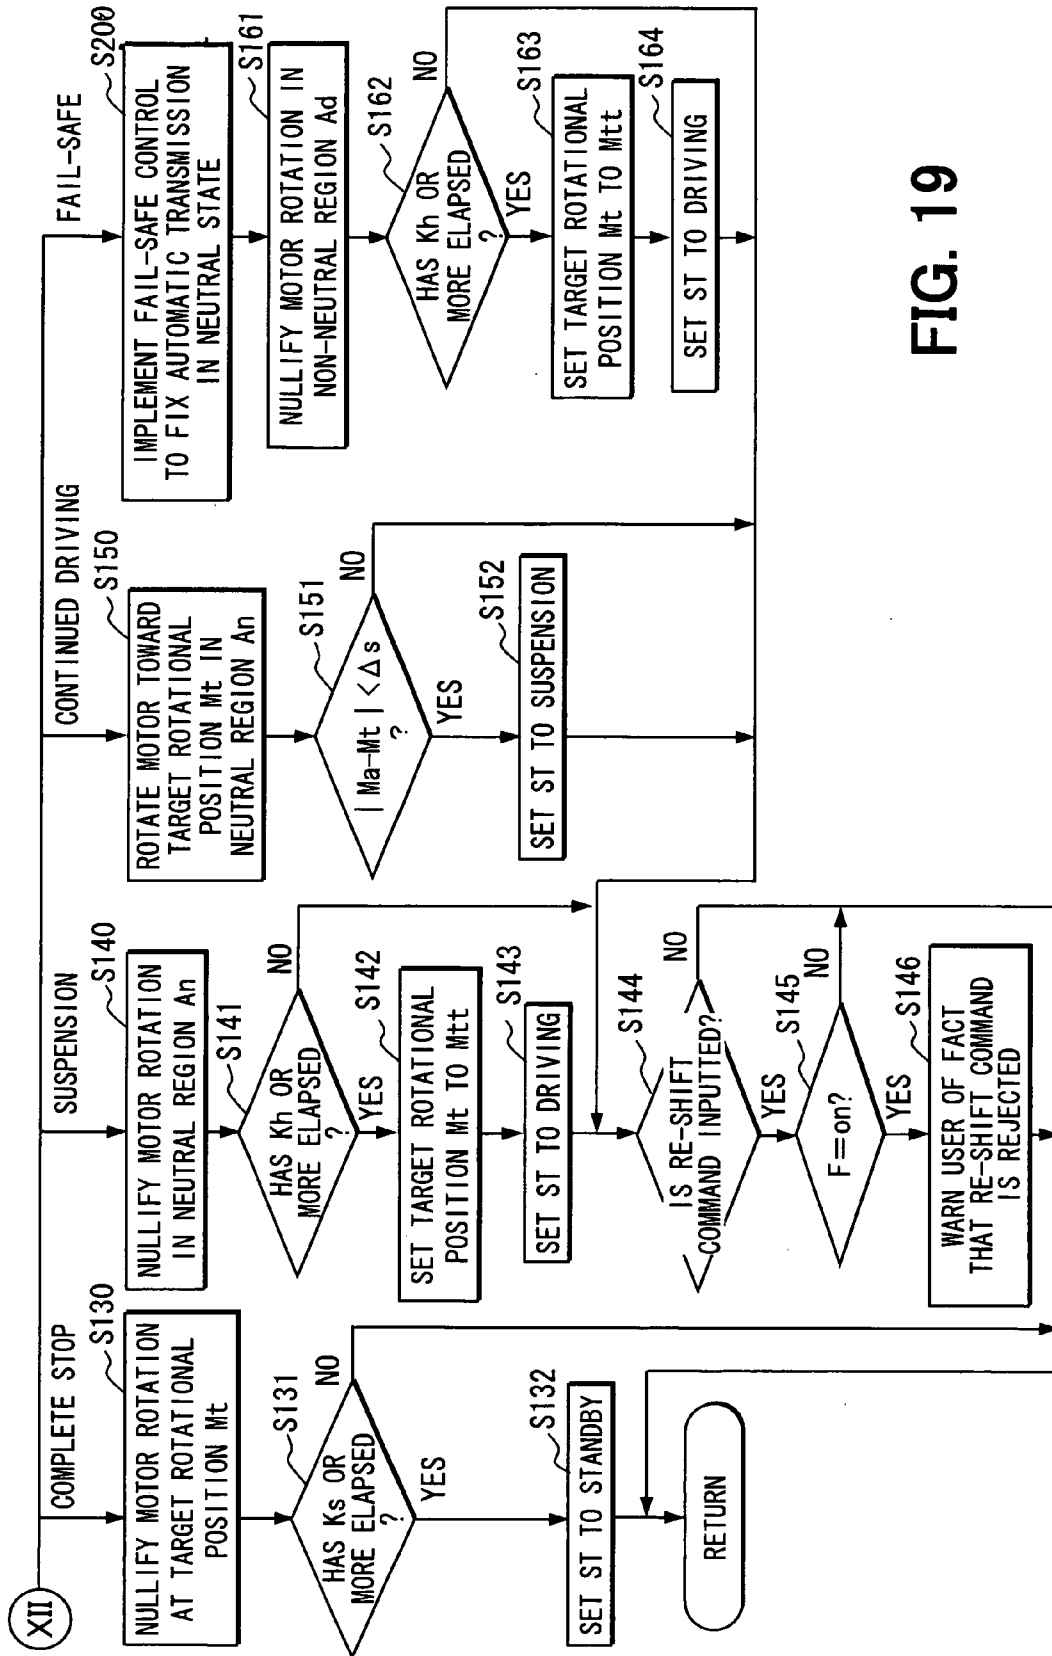 XII
COMPLETE STOP
S130
NULLIFY MOTOR ROTATION
AT TARGET ROTATIONAL
POSITION Mt
S131
HAS Ks OR
MORE ELAPSED
?
NO
YES
S132
SET ST TO STANDBY
RETURN
SUSPENSION
S140
NULLIFY MOTOR ROTATION
IN NEUTRAL REGION An
S141
HAS Kh OR
MORE ELAPSED
?
NO
YES
S142
SET TARGET ROTATIONAL
POSITION Mt TO Mtt
S143
SET ST TO DRIVING
S144
IS RE-SHIFT
COMMAND INPUTTED?
NO
YES
S145
F=on?
NO
YES
S146
WARN USER OF FACT
THAT RE-SHIFT COMMAND
IS REJECTED
CONTINUED DRIVING
S150
ROTATE MOTOR TOWARD
TARGET ROTATIONAL
POSITION Mt IN
NEUTRAL REGION An
S151
|Ma-Mt|<Δs
?
NO
YES
S152
SET ST TO SUSPENSION
FAIL-SAFE
S200
IMPLEMENT FAIL-SAFE CONTROL
TO FIX AUTOMATIC TRANSMISSION
IN NEUTRAL STATE
S161
NULLIFY MOTOR ROTATION IN
NON-NEUTRAL REGION Ad
S162
HAS Kh OR
MORE ELAPSED
?
NO
YES
S163
SET TARGET ROTATIONAL
POSITION Mt TO Mtt
S164
SET ST TO DRIVING
FIG. 19